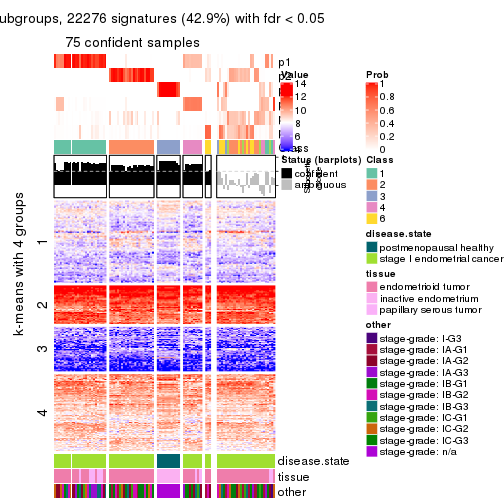 ubgroups, 22276 signatures (42.9%) with fdr < 0.05
75 confident samples
p1
p2
Class
Value
14
12
10
8
6
Prob
1
0.8
0.6
0.4
0.2
0
Status (barplots)
confident
ambiguous
Class
1
2
3
4
6
k-means with 4 groups
1
2
3
4
disease.state
postmenopausal healthy
stage I endometrial cancer
tissue
endometrioid tumor
inactive endometrium
papillary serous tumor
other
stage-grade: I-G3
stage-grade: IA-G1
stage-grade: IA-G2
stage-grade: IA-G3
stage-grade: IB-G1
stage-grade: IB-G2
stage-grade: IB-G3
stage-grade: IC-G1
stage-grade: IC-G2
stage-grade: IC-G3
stage-grade: n/a
disease.state
tissue
other